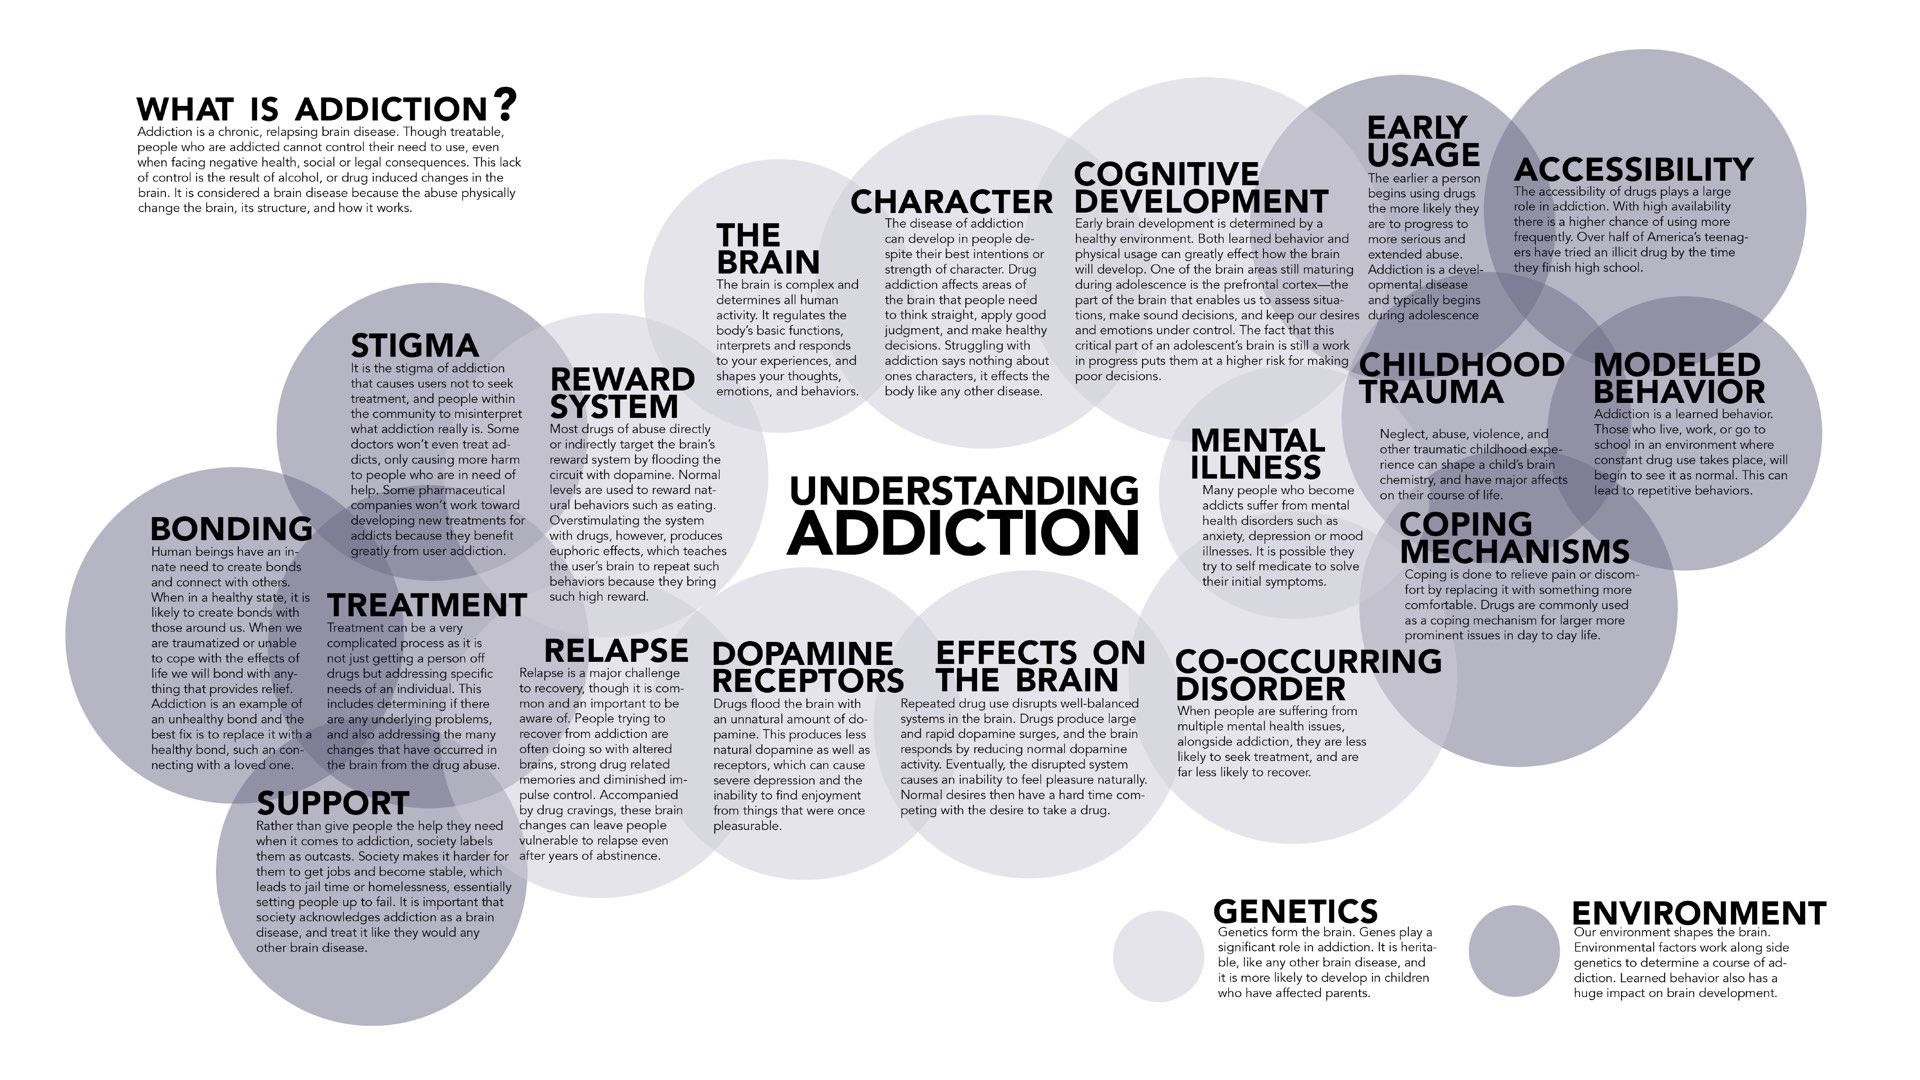 WHAT IS ADDICTION?
Addiction is a chronic, relapsing brain disease. Though treatable,
people who are addicted cannot control their need to use, even
when facing negative health, social or legal consequences. This lack
of control is the result of alcohol, or drug induced changes in the
brain. It is considered a brain disease because the abuse physically
change the brain, its structure, and how it works.
UNDERSTANDING
ADDICTION
THE
BRAIN
The brain is complex and
determines all human
activity. It regulates the
body's basic functions,
interprets and responds
to your experiences, and
shapes your thoughts,
emotions, and behaviors.
CHARACTER
The disease of addiction
can develop in people de-
spite their best intentions or
strength of character. Drug
addiction affects areas of
the brain that people need
to think straight, apply good
judgment, and make healthy
decisions. Struggling with
addiction says nothing about
ones characters, it effects the
body like any other disease.
COGNITIVE
DEVELOPMENT
Early brain development is determined by a
healthy environment. Both learned behavior and
physical usage can greatly effect how the brain
will develop. One of the brain areas still maturing
during adolescence is the prefrontal cortex—the
part of the brain that enables us to assess situa-
tions, make sound decisions, and keep our desires
and emotions under control. The fact that this
critical part of an adolescent's brain is still a work
in progress puts them at a higher risk for making
poor decisions.
EARLY
USAGE
The earlier a person
begins using drugs
the more likely they
are to progress to
more serious and
extended abuse.
Addiction is a devel-
opmental disease
and typically begins
during adolescence
ACCESSIBILITY
The accessibility of drugs plays a large
role in addiction. With high availability
there is a higher chance of using more
frequently. Over half of America's teenag-
ers have tried an illicit drug by the time
they finish high school.
CHILDHOOD
TRAUMA
Neglect, abuse, violence, and
other traumatic childhood expe-
rience can shape a child's brain
chemistry, and have major affects
on their course of life.
MODELED
BEHAVIOR
Addiction is a learned behavior.
Those who live, work, or go to
school in an environment where
constant drug use takes place, will
begin to see it as normal. This can
lead to repetitive behaviors.
MENTAL
ILLNESS
Many people who become
addicts suffer from mental
health disorders such as
anxiety, depression or mood
illnesses. It is possible they
try to self medicate to solve
their initial symptoms.
COPING
MECHANISMS
Coping is done to relieve pain or discom-
fort by replacing it with something more
comfortable. Drugs are commonly used
as a coping mechanism for larger more
prominent issues in day to day life.
CO-OCCURRING
DISORDER
When people are suffering from
multiple mental health issues,
alongside addiction, they are less
likely to seek treatment, and are
far less likely to recover.
EFFECTS ON
THE BRAIN
Repeated drug use disrupts well-balanced
systems in the brain. Drugs produce large
and rapid dopamine surges, and the brain
responds by reducing normal dopamine
activity. Eventually, the disrupted system
causes an inability to feel pleasure naturally.
Normal desires then have a hard time com-
peting with the desire to take a drug.
DOPAMINE
RECEPTORS
Drugs flood the brain with
an unnatural amount of do-
pamine. This produces less
natural dopamine as well as
receptors, which can cause
severe depression and the
inability to find enjoyment
from things that were once
pleasurable.
RELAPSE
Relapse is a major challenge
to recovery, though it is com-
mon and an important to be
aware of. People trying to
recover from addiction are
often doing so with altered
brains, strong drug related
memories and diminished im-
pulse control. Accompanied
by drug cravings, these brain
changes can leave people
vulnerable to relapse even
after years of abstinence.
REWARD
SYSTEM
Most drugs of abuse directly
or indirectly target the brain's
reward system by flooding the
circuit with dopamine. Normal
levels are used to reward nat-
ural behaviors such as eating.
Overstimulating the system
with drugs, however, produces
euphoric effects, which teaches
the user's brain to repeat such
behaviors because they bring
such high reward.
STIGMA
It is the stigma of addiction
that causes users not to seek
treatment, and people within
the community to misinterpret
what addiction really is. Some
doctors won't even treat ad-
dicts, only causing more harm
to people who are in need of
help. Some pharmaceutical
companies won't work toward
developing new treatments for
addicts because they benefit
greatly from user addiction.
BONDING
Human beings have an in-
nate need to create bonds
and connect with others.
When in a healthy state, it is
likely to create bonds with
those around us. When we
are traumatized or unable
to cope with the effects of
life we will bond with any-
thing that provides relief.
Addiction is an example of
an unhealthy bond and the
best fix is to replace it with a
healthy bond, such an con-
necting with a loved one.
TREATMENT
Treatment can be a very
complicated process as it is
not just getting a person off
drugs but addressing specific
needs of an individual. This
includes determining if there
are any underlying problems,
and also addressing the many
changes that have occurred in
the brain from the drug abuse.
SUPPORT
Rather than give people the help they need
when it comes to addiction, society labels
them as outcasts. Society makes it harder for
them to get jobs and become stable, which
leads to jail time or homelessness, essentially
setting people up to fail. It is important that
society acknowledges addiction as a brain
disease, and treat it like they would any
other brain disease.
GENETICS
Genetics form the brain. Genes play a
significant role in addiction. It is herita-
ble, like any other brain disease, and
it is more likely to develop in children
who have affected parents.
ENVIRONMENT
Our environment shapes the brain.
Environmental factors work along side
genetics to determine a course of ad-
diction. Learned behavior also has a
huge impact on brain development.